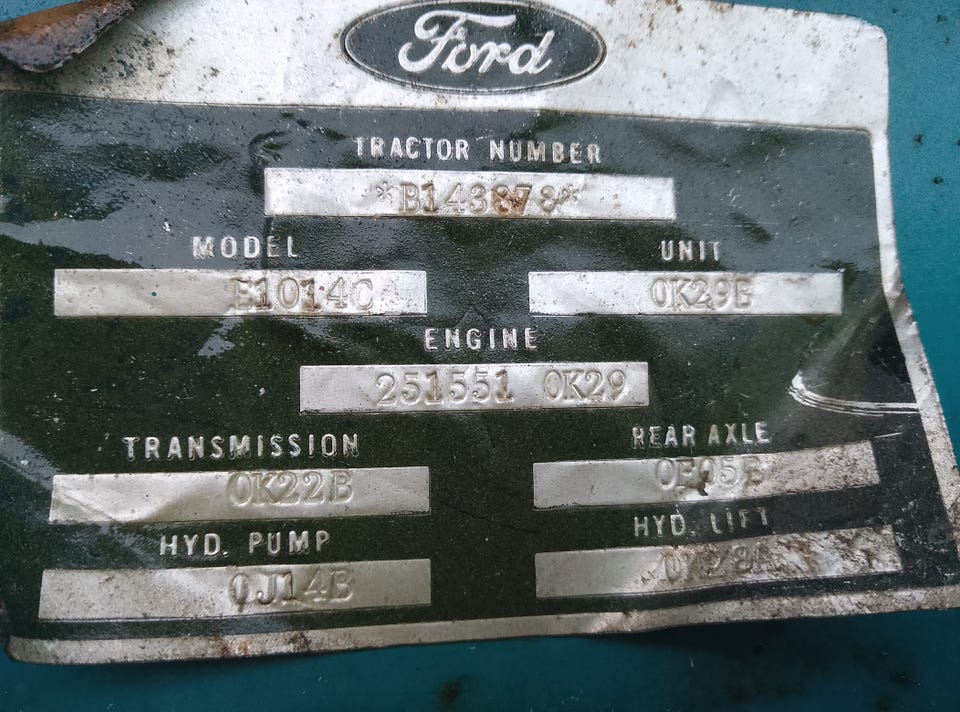 Ford
TRACTOR NUMBER
*B143878*
MODEL UNIT
E1014C 0K29B
ENGINE
251551 0K29
TRANSMISSION REAR AXLE
0K22B 0E05B
HYD. PUMP HYD. LIFT
0J14B